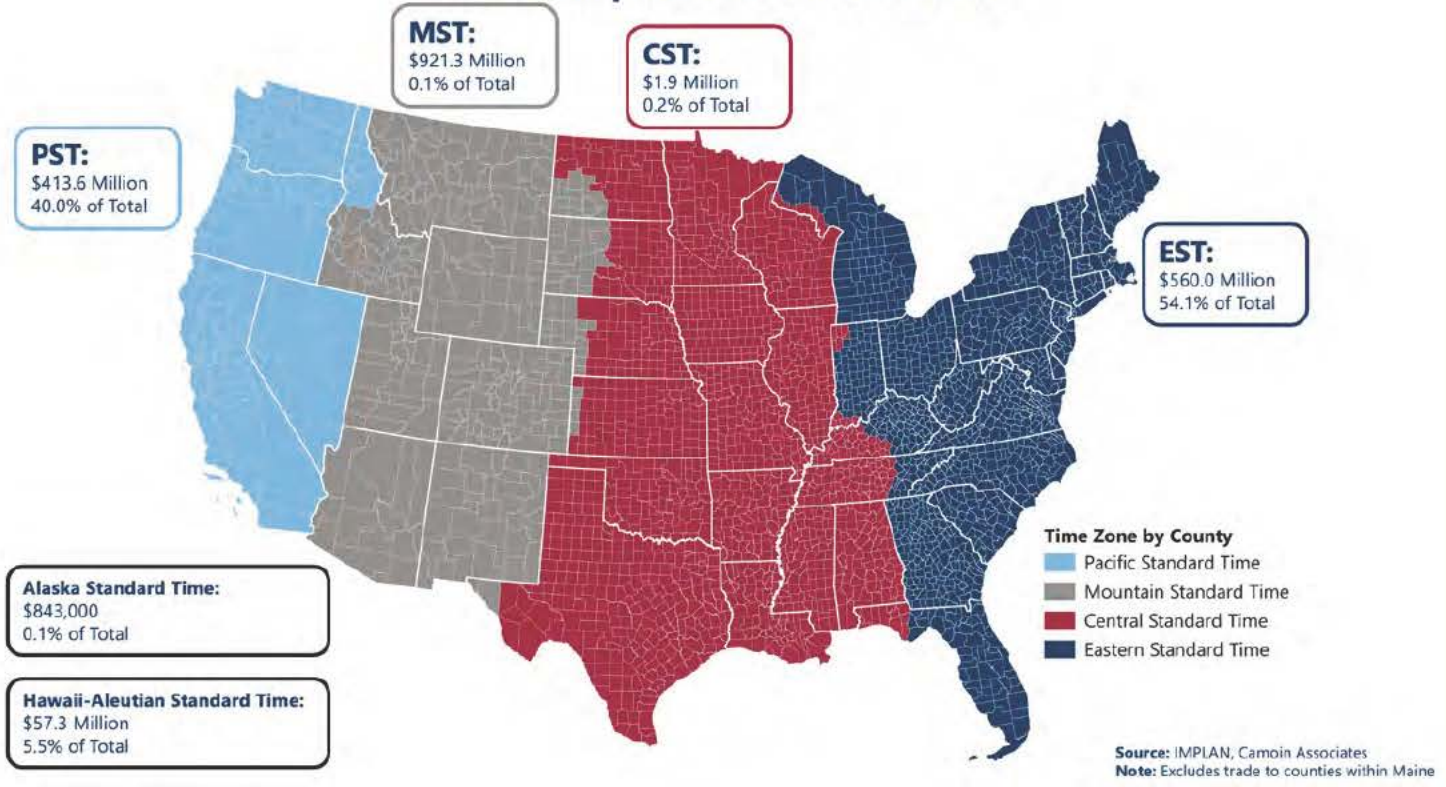 MST:
$921.3 Million
0.1% of Total
CST:
$1.9 Million
0.2% of Total
PST:
$413.6 Million
40.0% of Total
EST:
$560.0 Million
54.1% of Total
Time Zone by County
Pacific Standard Time
Mountain Standard Time
Central Standard Time
Eastern Standard Time
Alaska Standard Time:
$843,000
0.1% of Total
Hawaii-Aleutian Standard Time:
$57.3 Million
5.5% of Total
Source: IMPLAN, Camoin Associates
Note: Excludes trade to counties within Maine